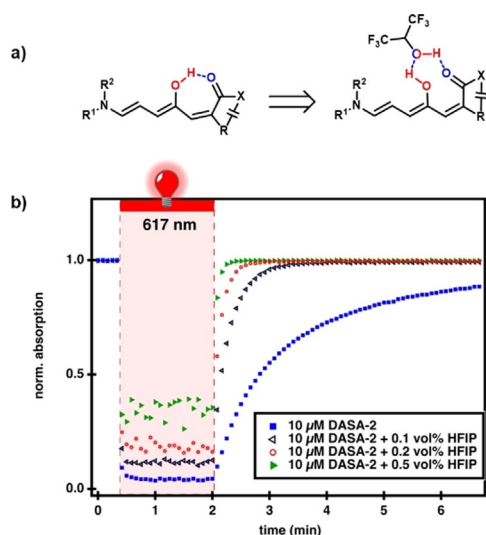 a)
R²
N
R¹
O
H
O
X
R
F₃C
CF₃
O
H
H
O
O
R²
N
R¹
X
R
b)
617 nm
norm. absorption
1.0
0.5
0.0
10 µM DASA-2
10 µM DASA-2 + 0.1 vol% HFIP
10 µM DASA-2 + 0.2 vol% HFIP
10 µM DASA-2 + 0.5 vol% HFIP
0 1 2 3 4 5 6
time (min)